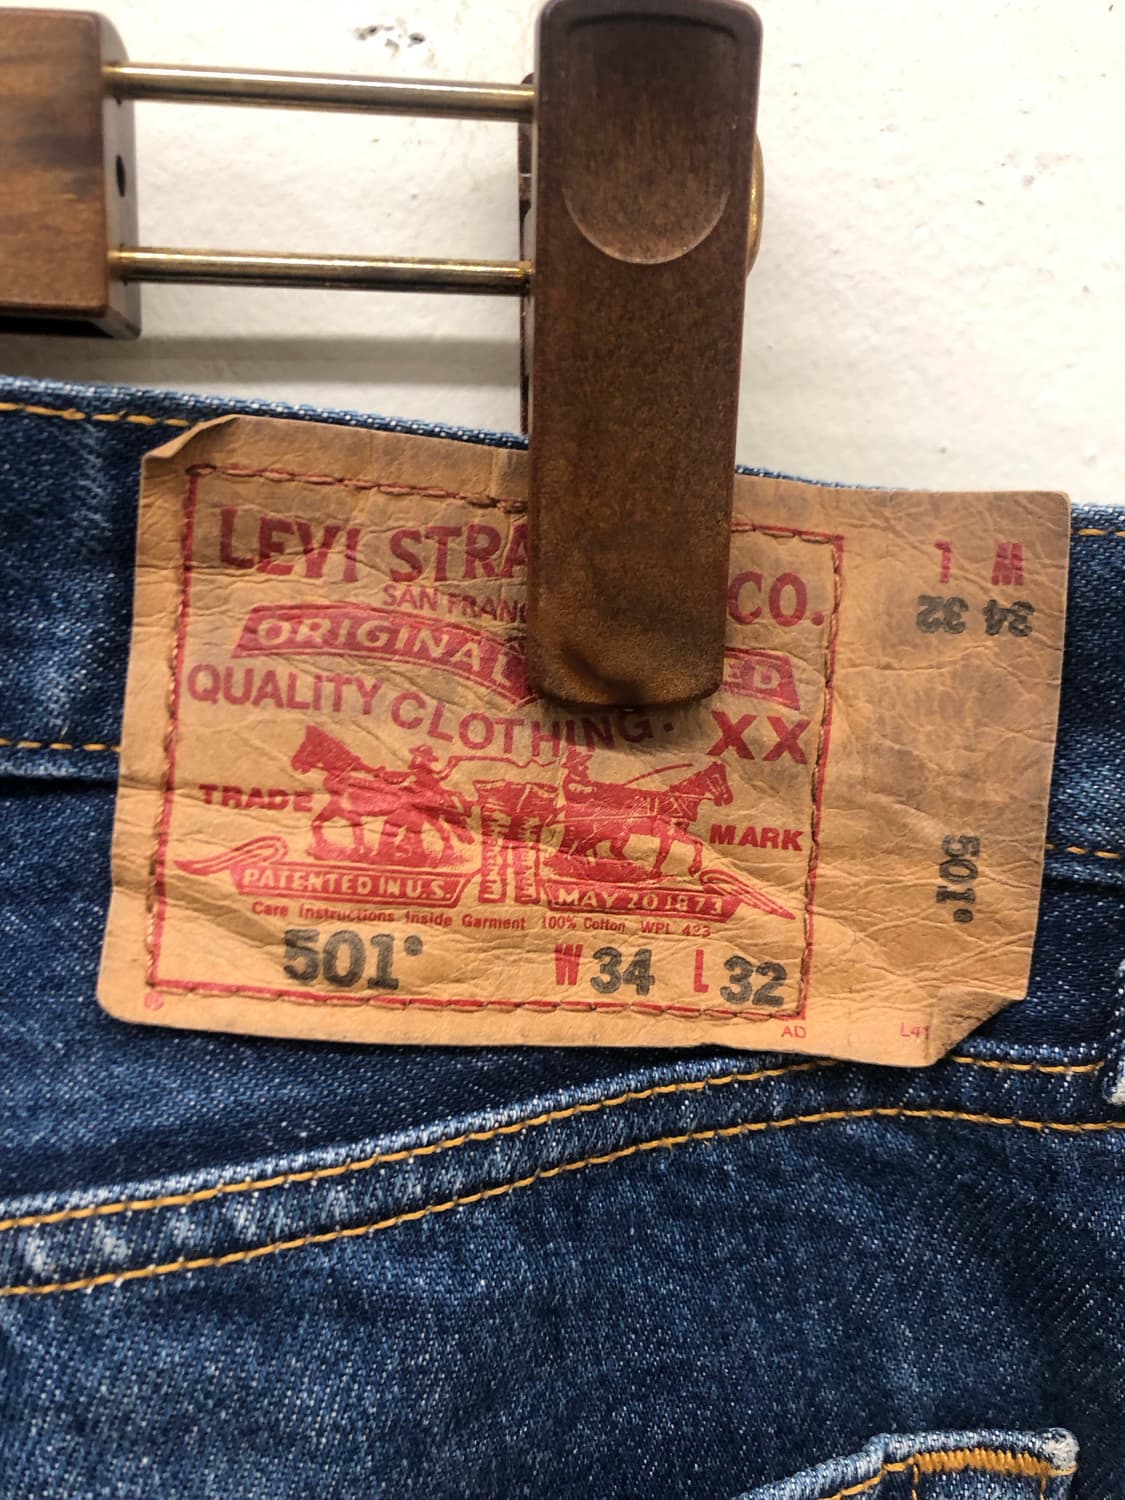 LEVI STRA CO.
SAN FRANC
ORIGINAL ED
QUALITY CLOTHING. XX
TRADE MARK
PATENTED IN U.S. MAY 20 1873
Care Instructions Inside Garment 100% Cotton WPL 423
501® W 34 L 32
® AD L41
W L
34 32
501®